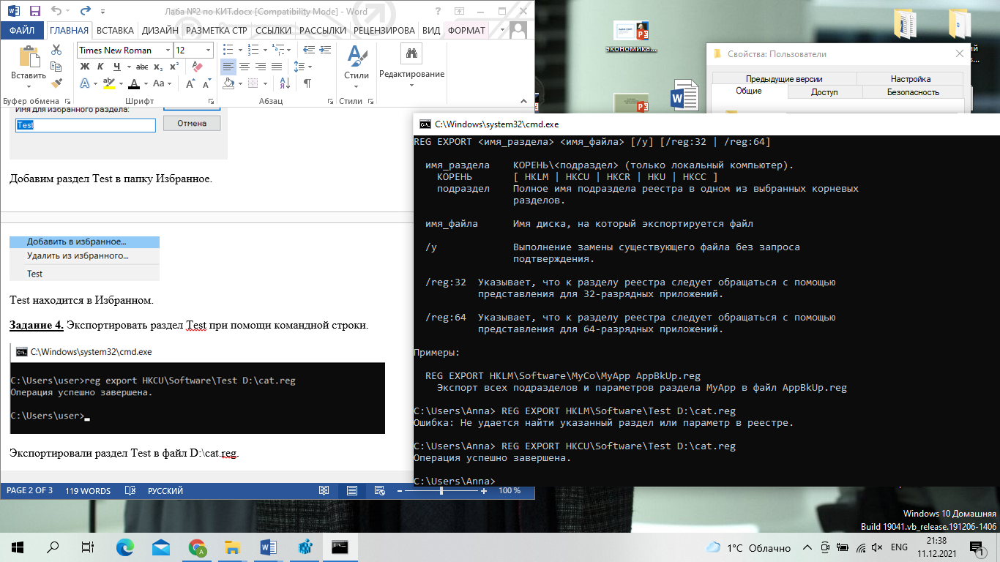 Лаба №2 по КИТ.docx [Compatibility Mode] - Word
ФАЙЛ ГЛАВНАЯ ВСТАВКА ДИЗАЙН РАЗМЕТКА СТР ССЫЛКИ РАССЫЛКИ РЕЦЕНЗИРОВА ВИД ФОРМАТ
Times New Roman 12
Вставить
Ж К Ч abc x₂ x²
Aa
Стили
Редактирование
Буфер обмена Шрифт Абзац Стили
Имя для избранного раздела:
Test
Отмена
Добавим раздел Test в папку Избранное.
Добавить в избранное...
Удалить из избранного...
Test
Test находится в Избранном.
Задание 4. Экспортировать раздел Test при помощи командной строки.
C:\Windows\system32\cmd.exe
C:\Users\user>reg export HKCU\Software\Test D:\cat.reg
Операция успешно завершена.
C:\Users\user>
Экспортировали раздел Test в файл D:\cat.reg.
PAGE 2 OF 3 119 WORDS РУССКИЙ 100 %
экономика...
Свойства: Пользователи
Предыдущие версии Настройка
Общие Доступ Безопасность
C:\Windows\system32\cmd.exe
REG EXPORT <имя_раздела> <имя_файла> [/y] [/reg:32 | /reg:64]
имя_раздела КОРЕНЬ\<подраздел> (только локальный компьютер).
КОРЕНЬ [ HKLM | HKCU | HKCR | HKU | HKCC ]
подраздел Полное имя подраздела реестра в одном из выбранных корневых
разделов.
имя_файла Имя диска, на который экспортируется файл
/y Выполнение замены существующего файла без запроса
подтверждения.
/reg:32 Указывает, что к разделу реестра следует обращаться с помощью
представления для 32-разрядных приложений.
/reg:64 Указывает, что к разделу реестра следует обращаться с помощью
представления для 64-разрядных приложений.
Примеры:
REG EXPORT HKLM\Software\MyCo\MyApp AppBkUp.reg
Экспорт всех подразделов и параметров раздела MyApp в файл AppBkUp.reg
C:\Users\Anna> REG EXPORT HKLM\Software\Test D:\cat.reg
Ошибка: Не удается найти указанный раздел или параметр в реестре.
C:\Users\Anna> REG EXPORT HKCU\Software\Test D:\cat.reg
Операция успешно завершена.
C:\Users\Anna>
Windows 10 Домашняя
Build 19041.vb_release.191206-1406
1°C Облачно
ENG
21:38
11.12.2021
1